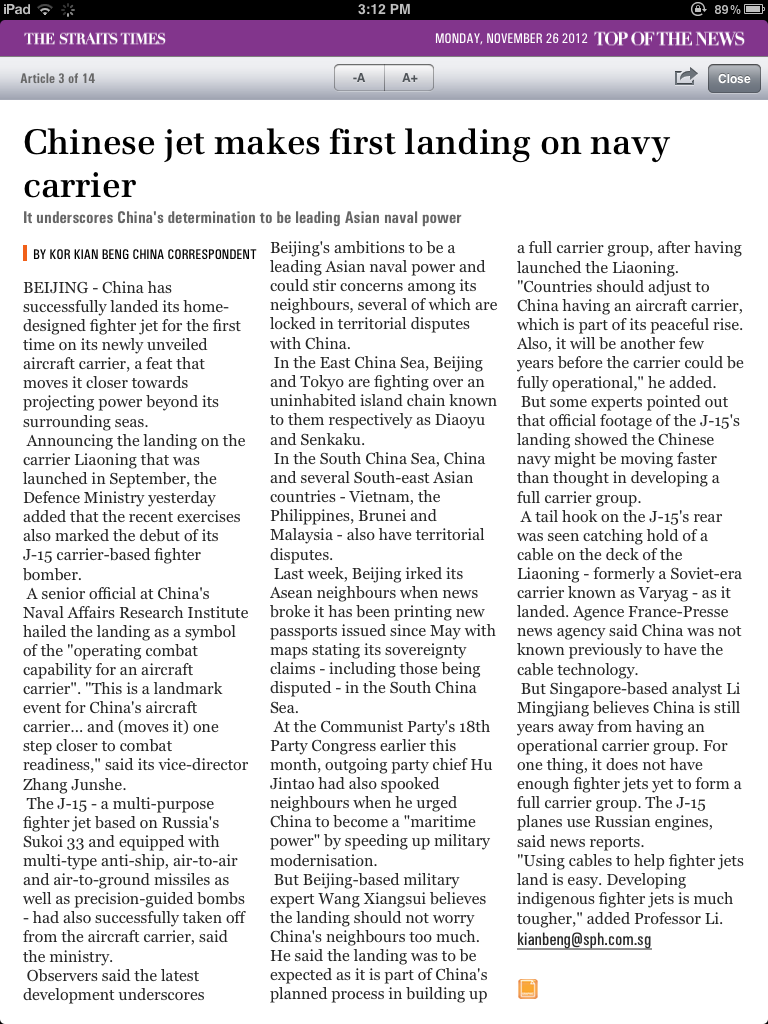 iPad
3:12 PM
89%
THE STRAITS TIMES
MONDAY, NOVEMBER 26 2012 TOP OF THE NEWS
Article 3 of 14
-A
A+
Close
Chinese jet makes first landing on navy
carrier
It underscores China's determination to be leading Asian naval power
BY KOR KIAN BENG CHINA CORRESPONDENT
BEIJING - China has
successfully landed its home-
designed fighter jet for the first
time on its newly unveiled
aircraft carrier, a feat that
moves it closer towards
projecting power beyond its
surrounding seas.
Announcing the landing on the
carrier Liaoning that was
launched in September, the
Defence Ministry yesterday
added that the recent exercises
also marked the debut of its
J-15 carrier-based fighter
bomber.
A senior official at China's
Naval Affairs Research Institute
hailed the landing as a symbol
of the "operating combat
capability for an aircraft
carrier". "This is a landmark
event for China's aircraft
carrier... and (moves it) one
step closer to combat
readiness," said its vice-director
Zhang Junshe.
The J-15 - a multi-purpose
fighter jet based on Russia's
Sukoi 33 and equipped with
multi-type anti-ship, air-to-air
and air-to-ground missiles as
well as precision-guided bombs
- had also successfully taken off
from the aircraft carrier, said
the ministry.
Observers said the latest
development underscores
Beijing's ambitions to be a
leading Asian naval power and
could stir concerns among its
neighbours, several of which are
locked in territorial disputes
with China.
In the East China Sea, Beijing
and Tokyo are fighting over an
uninhabited island chain known
to them respectively as Diaoyu
and Senkaku.
In the South China Sea, China
and several South-east Asian
countries - Vietnam, the
Philippines, Brunei and
Malaysia - also have territorial
disputes.
Last week, Beijing irked its
Asean neighbours when news
broke it has been printing new
passports issued since May with
maps stating its sovereignty
claims - including those being
disputed - in the South China
Sea.
At the Communist Party's 18th
Party Congress earlier this
month, outgoing party chief Hu
Jintao had also spooked
neighbours when he urged
China to become a "maritime
power" by speeding up military
modernisation.
But Beijing-based military
expert Wang Xiangsui believes
the landing should not worry
China's neighbours too much.
He said the landing was to be
expected as it is part of China's
planned process in building up
a full carrier group, after having
launched the Liaoning.
"Countries should adjust to
China having an aircraft carrier,
which is part of its peaceful rise.
Also, it will be another few
years before the carrier could be
fully operational," he added.
But some experts pointed out
that official footage of the J-15's
landing showed the Chinese
navy might be moving faster
than thought in developing a
full carrier group.
A tail hook on the J-15's rear
was seen catching hold of a
cable on the deck of the
Liaoning - formerly a Soviet-era
carrier known as Varyag - as it
landed. Agence France-Presse
news agency said China was not
known previously to have the
cable technology.
But Singapore-based analyst Li
Mingjiang believes China is still
years away from having an
operational carrier group. For
one thing, it does not have
enough fighter jets yet to form a
full carrier group. The J-15
planes use Russian engines,
said news reports.
"Using cables to help fighter jets
land is easy. Developing
indigenous fighter jets is much
tougher," added Professor Li.
kianbeng@sph.com.sg